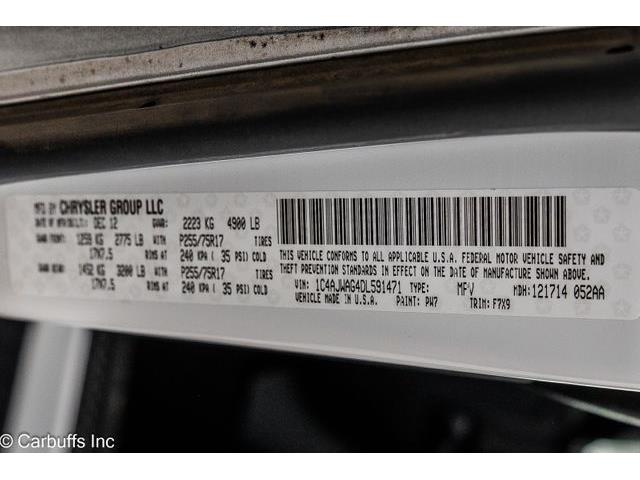 MFD BY CHRYSLER GROUP LLC
DATE OF MFR DEC 12 GVWR: 2223 KG 4900 LB
GAWR FRONT: 1259 KG 2775 LB P255/75R17 TIRES
17X7.5 RIMS AT 240 KPA ( 35 PSI) COLD
GAWR REAR: 1452 KG 3200 LB P255/75R17 TIRES
17X7.5 RIMS AT 240 KPA ( 35 PSI) COLD
THIS VEHICLE CONFORMS TO ALL APPLICABLE U.S.A. FEDERAL MOTOR VEHICLE SAFETY AND
THEFT PREVENTION STANDARDS IN EFFECT ON THE DATE OF MANUFACTURE SHOWN ABOVE.
VIN: 1C4AJWAG4DL591471 TYPE: MPV MDH:121714 052AA
VEHICLE MADE IN U.S.A. PAINT: PW7 TRIM: F7X9
© Carbuffs Inc